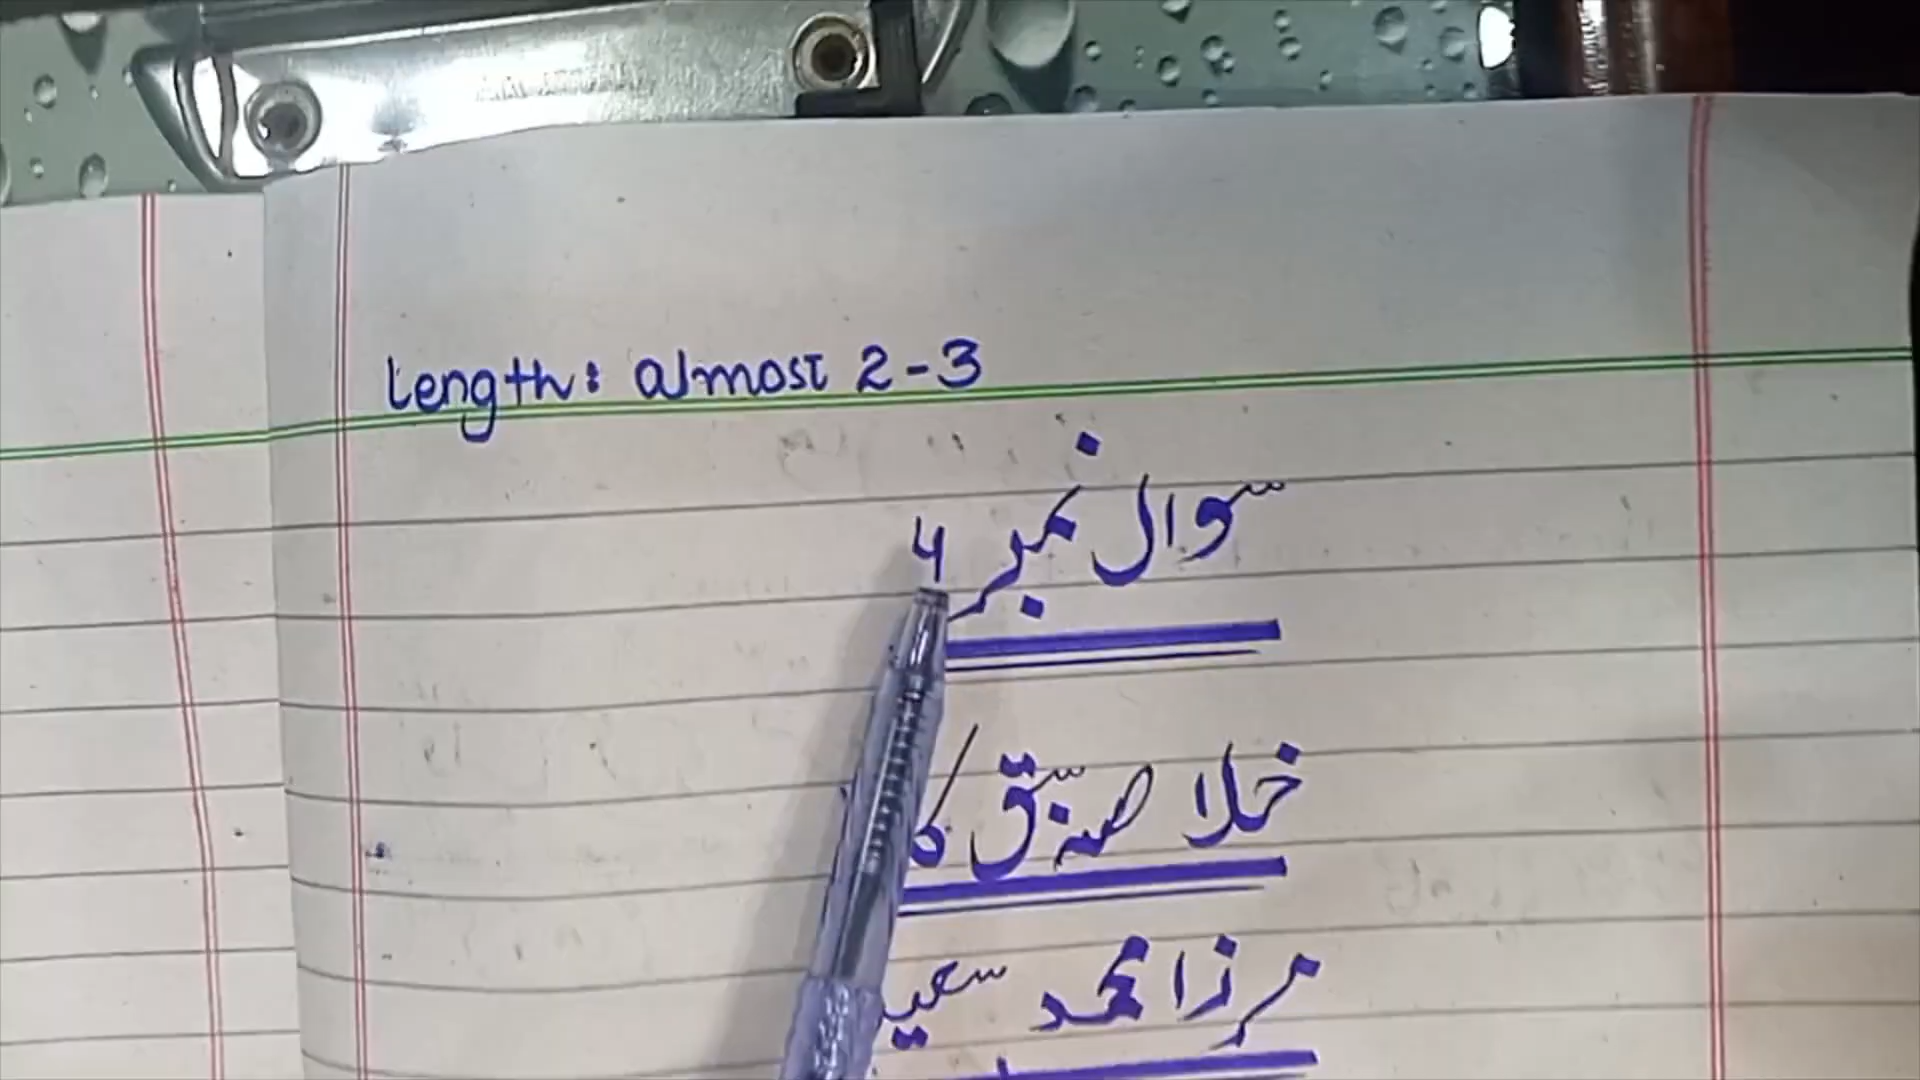 Length: almost 2-3
سوال نمبر 4
خلاصہ سبق کا
مرزا محمد سعید